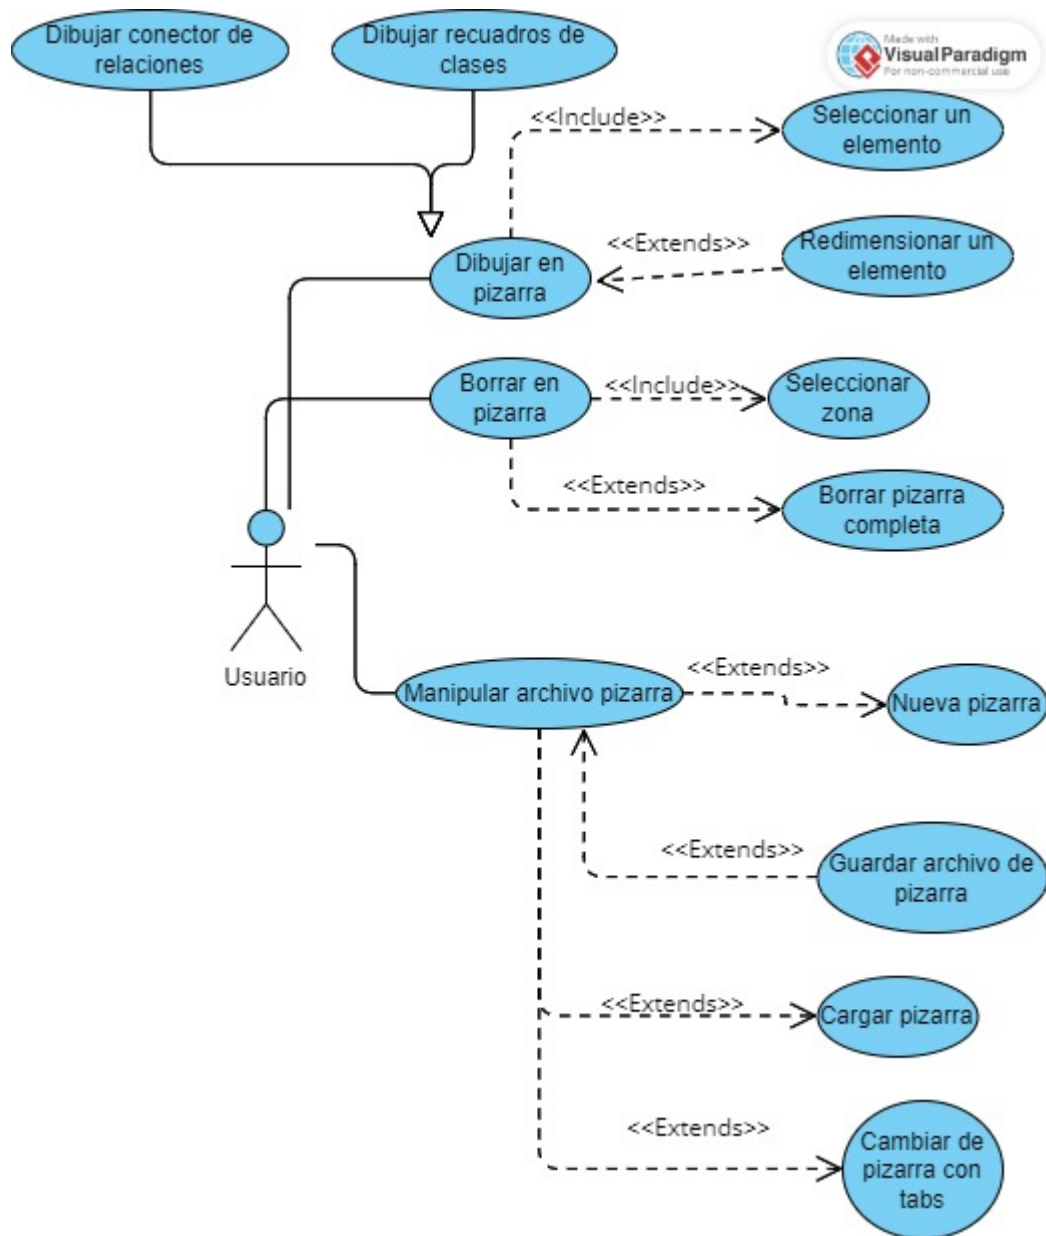 Dibujar conector de
relaciones
Dibujar recuadros de
clases
Made with
Visual Paradigm
For non-commercial use
<<Include>>
Seleccionar un
elemento
<<Extends>>
Redimensionar un
elemento
Dibujar en
pizarra
Borrar en
pizarra
<<Include>>
Seleccionar
zona
<<Extends>>
Borrar pizarra
completa
Usuario
Manipular archivo pizarra
<<Extends>>
Nueva pizarra
<<Extends>>
Guardar archivo de
pizarra
<<Extends>>
Cargar pizarra
<<Extends>>
Cambiar de
pizarra con
tabs